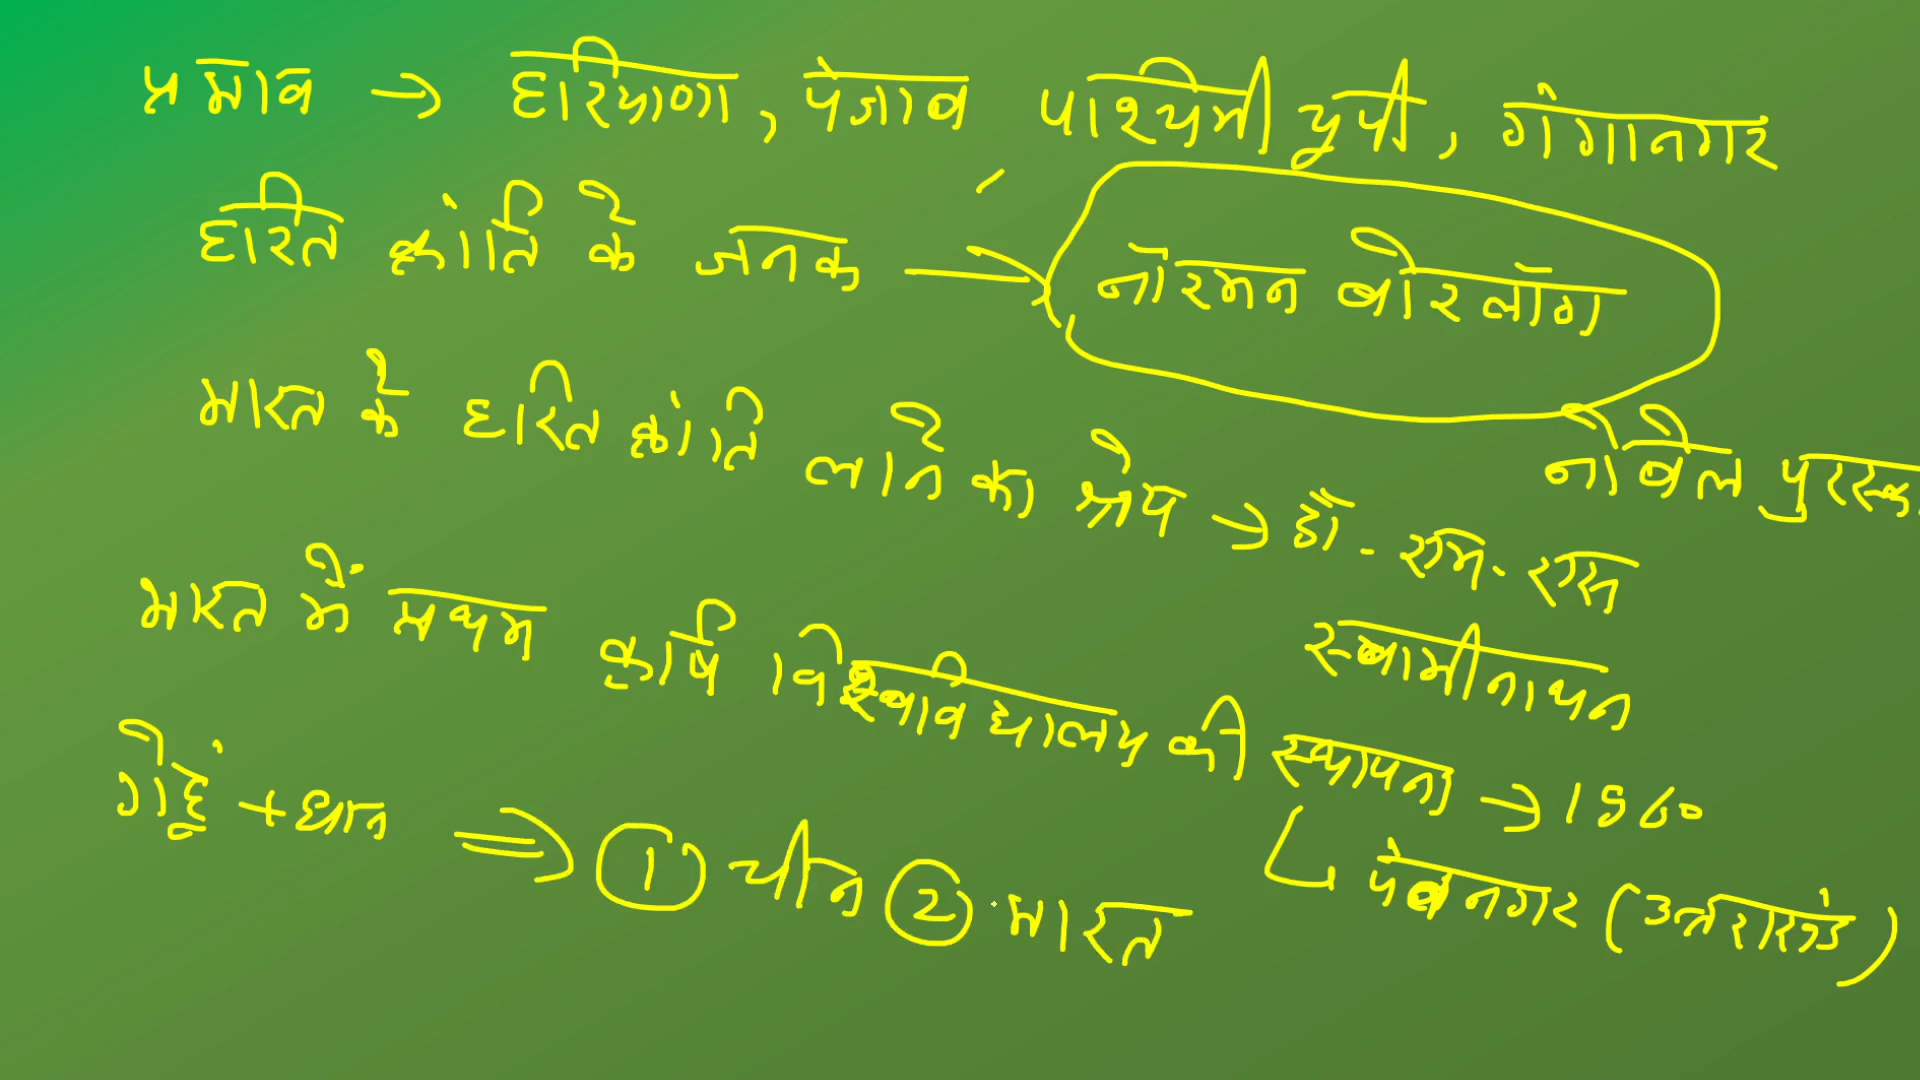 प्रभाव → हरियाणा, पंजाब पश्चिमी यूपी, गंगानगर
हरित क्रांति के जनक → नॉरमन बोरलॉग
नोबेल पुरस्का
भारत के हरित क्रांति लाने का श्रेय → डॉ. एम. एस
स्वामीनाथन
भारत में प्रथम कृषि विश्वविद्यालय की स्थापना → 1960
पंतनगर (उत्तराखंड)
गेहूं + धान ⇒ ① चीन ② भारत